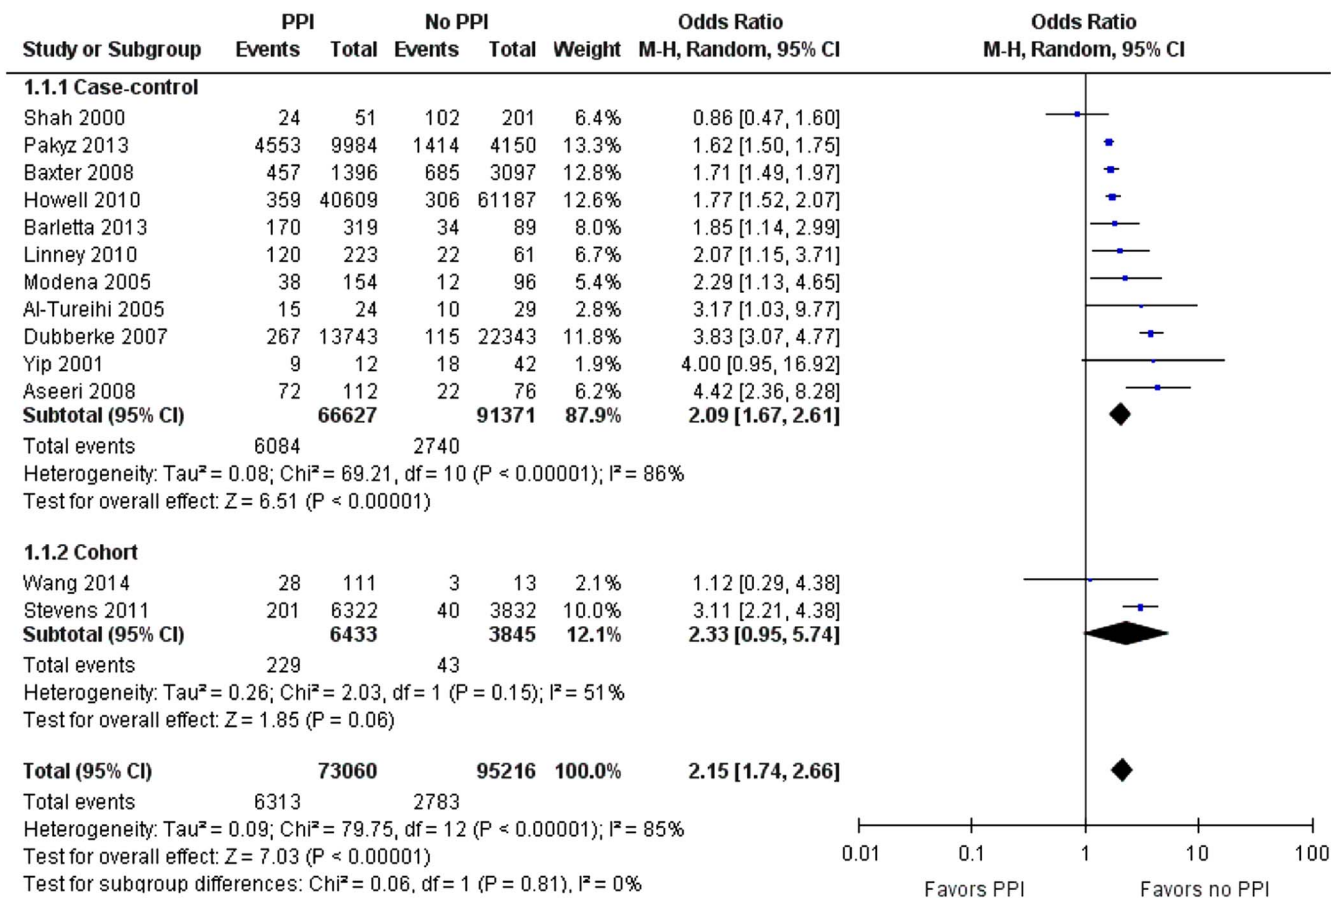 PPI No PPI Odds Ratio Odds Ratio
Study or Subgroup Events Total Events Total Weight M-H, Random, 95% CI M-H, Random, 95% CI
1.1.1 Case-control
Shah 2000 24 51 102 201 6.4% 0.86 [0.47, 1.60]
Pakyz 2013 4553 9984 1414 4150 13.3% 1.62 [1.50, 1.75]
Baxter 2008 457 1396 685 3097 12.8% 1.71 [1.49, 1.97]
Howell 2010 359 40609 306 61187 12.6% 1.77 [1.52, 2.07]
Barletta 2013 170 319 34 89 8.0% 1.85 [1.14, 2.99]
Linney 2010 120 223 22 61 6.7% 2.07 [1.15, 3.71]
Modena 2005 38 154 12 96 5.4% 2.29 [1.13, 4.65]
Al-Tureihi 2005 15 24 10 29 2.8% 3.17 [1.03, 9.77]
Dubberke 2007 267 13743 115 22343 11.8% 3.83 [3.07, 4.77]
Yip 2001 9 12 18 42 1.9% 4.00 [0.95, 16.92]
Aseeri 2008 72 112 22 76 6.2% 4.42 [2.36, 8.28]
Subtotal (95% CI) 66627 91371 87.9% 2.09 [1.67, 2.61]
Total events 6084 2740
Heterogeneity: Tau² = 0.08; Chi² = 69.21, df = 10 (P < 0.00001); I² = 86%
Test for overall effect: Z = 6.51 (P < 0.00001)
1.1.2 Cohort
Wang 2014 28 111 3 13 2.1% 1.12 [0.29, 4.38]
Stevens 2011 201 6322 40 3832 10.0% 3.11 [2.21, 4.38]
Subtotal (95% CI) 6433 3845 12.1% 2.33 [0.95, 5.74]
Total events 229 43
Heterogeneity: Tau² = 0.26; Chi² = 2.03, df = 1 (P = 0.15); I² = 51%
Test for overall effect: Z = 1.85 (P = 0.06)
Total (95% CI) 73060 95216 100.0% 2.15 [1.74, 2.66]
Total events 6313 2783
Heterogeneity: Tau² = 0.09; Chi² = 79.75, df = 12 (P < 0.00001); I² = 85%
Test for overall effect: Z = 7.03 (P < 0.00001)
Test for subgroup differences: Chi² = 0.06, df = 1 (P = 0.81), I² = 0%
0.01 0.1 1 10 100
Favors PPI Favors no PPI